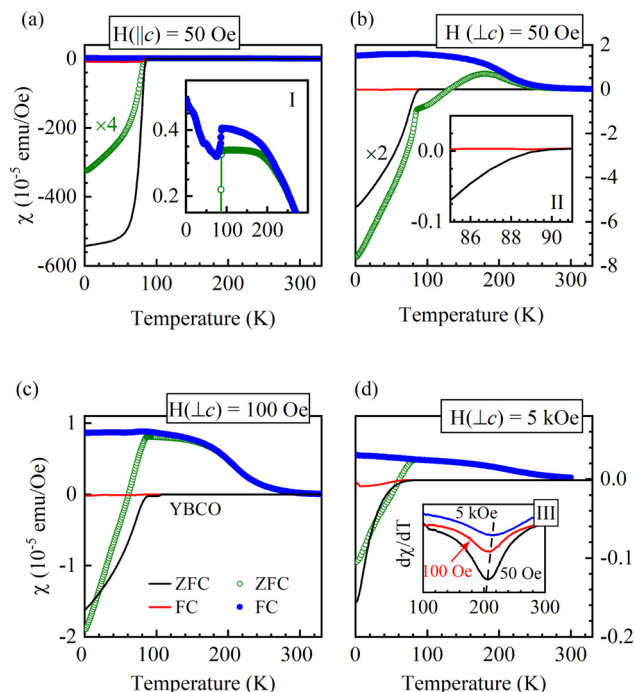 (a)
H(||c) = 50 Oe
(b)
H (⊥c) = 50 Oe
χ (10⁻⁵ emu/Oe)
0
-200
-400
-600
×4
I
0.4
0.3
0.2
0 100 200
0 100 200 300
Temperature (K)
2
0
-2
-4
-6
-8
×2
0.0
-0.1
II
86 88 90
0 100 200 300
Temperature (K)
(c)
H(⊥c) = 100 Oe
(d)
H(⊥c) = 5 kOe
χ (10⁻⁵ emu/Oe)
1
0
-1
-2
YBCO
ZFC
ZFC
FC
FC
0 100 200 300
Temperature (K)
0.0
-0.1
-0.2
5 kOe
III
100 Oe
50 Oe
dχ/dT
100 200 300
0 100 200 300
Temperature (K)